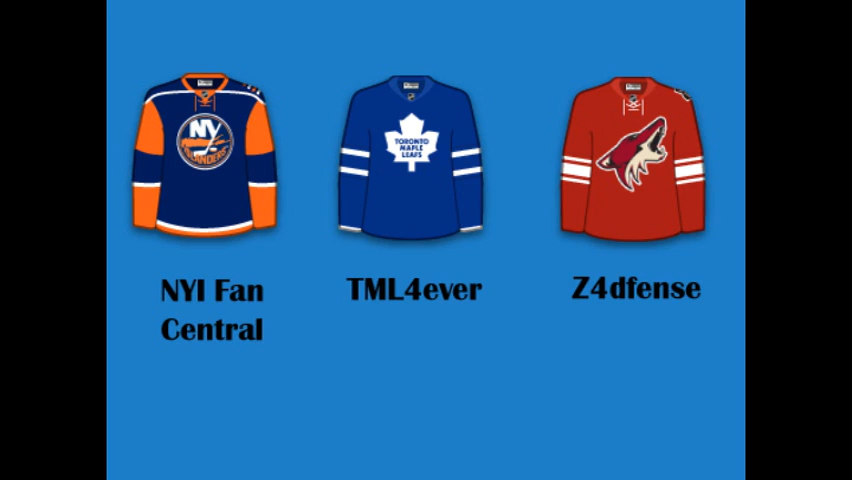 NY
ISLANDERS
TORONTO
MAPLE
LEAFS
NYI Fan
Central
TML4ever
Z4dfense